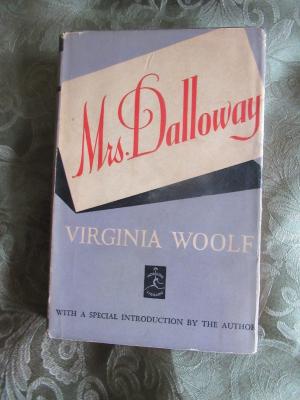 Mrs. Dalloway
VIRGINIA WOOLF
WITH A SPECIAL INTRODUCTION BY THE AUTHOR